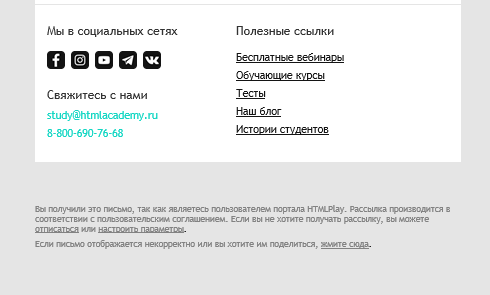 Мы в социальных сетях
Свяжитесь с нами
study@htmlacademy.ru
8-800-690-76-68
Полезные ссылки
Бесплатные вебинары
Обучающие курсы
Тесты
Наш блог
Истории студентов
Вы получили это письмо, так как являетесь пользователем портала HTMLPlay. Рассылка производится в
соответствии с пользовательским соглашением. Если вы не хотите получать рассылку, вы можете
отписаться или настроить параметры.
Если письмо отображается некорректно или вы хотите им поделиться, жмите сюда.